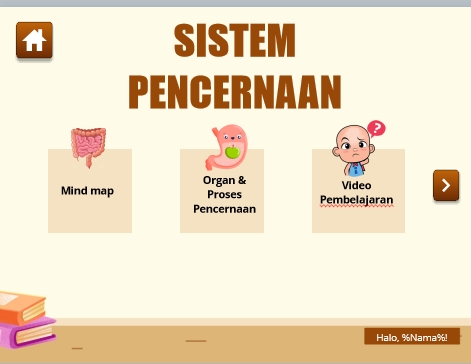 SISTEM
PENCERNAAN
Mind map
Organ &
Proses
Pencernaan
?
Video
Pembelajaran
Halo, %Nama%!